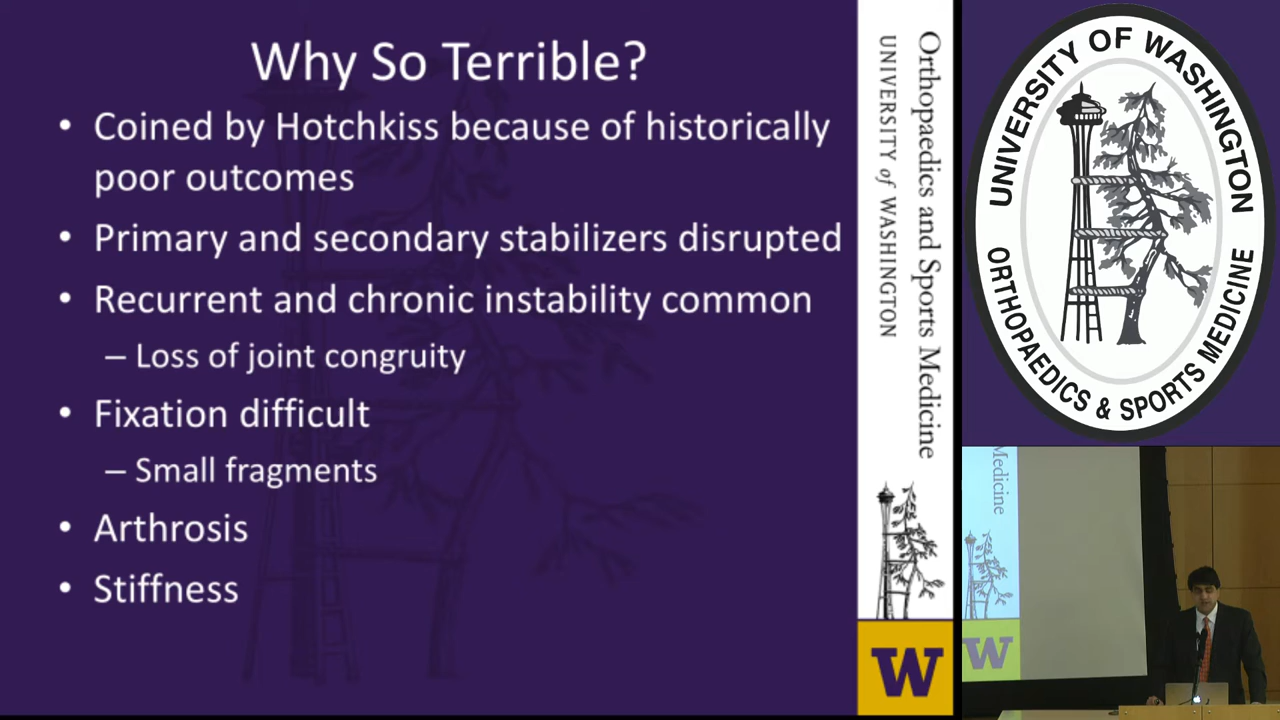 Why So Terrible?
• Coined by Hotchkiss because of historically
poor outcomes
• Primary and secondary stabilizers disrupted
• Recurrent and chronic instability common
– Loss of joint congruity
• Fixation difficult
– Small fragments
• Arthrosis
• Stiffness
Orthopaedics and Sports Medicine
UNIVERSITY of WASHINGTON
W
UNIVERSITY OF WASHINGTON
ORTHOPAEDICS & SPORTS MEDICINE
Medicine
W